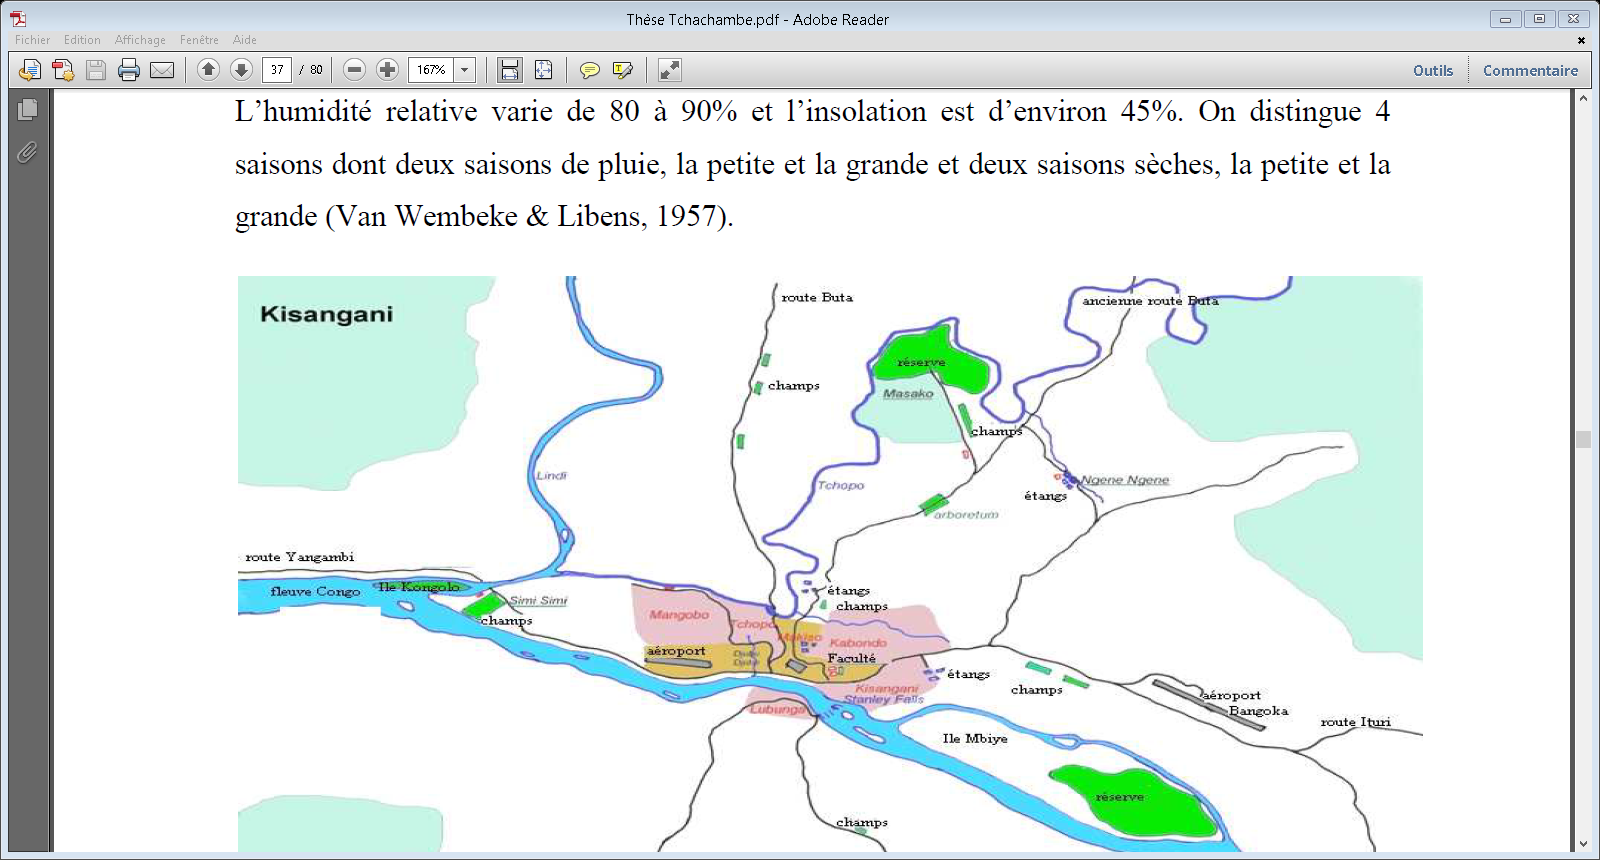 Thèse Tchachambe.pdf - Adobe Reader
Fichier Edition Affichage Fenêtre Aide
37 / 80 167% Outils Commentaire
L’humidité relative varie de 80 à 90% et l’insolation est d’environ 45%. On distingue 4
saisons dont deux saisons de pluie, la petite et la grande et deux saisons sèches, la petite et la
grande (Van Wembeke & Libens, 1957).
Kisangani
route Buta
ancienne route Buta
réserve
champs
Masako
champs
Lindi
Tchopo
Ngene Ngene
étangs
arboretum
route Yangambi
fleuve Congo
Ile Kongolo
Simi Simi
champs
étangs
champs
Mangobo
Tchopo
Makiso
Kabondo
aéroport
Faculté
étangs
Kisangani
Stanley Falls
champs
Lubunga
aéroport
Bangoka
route Ituri
Ile Mbiye
réserve
champs